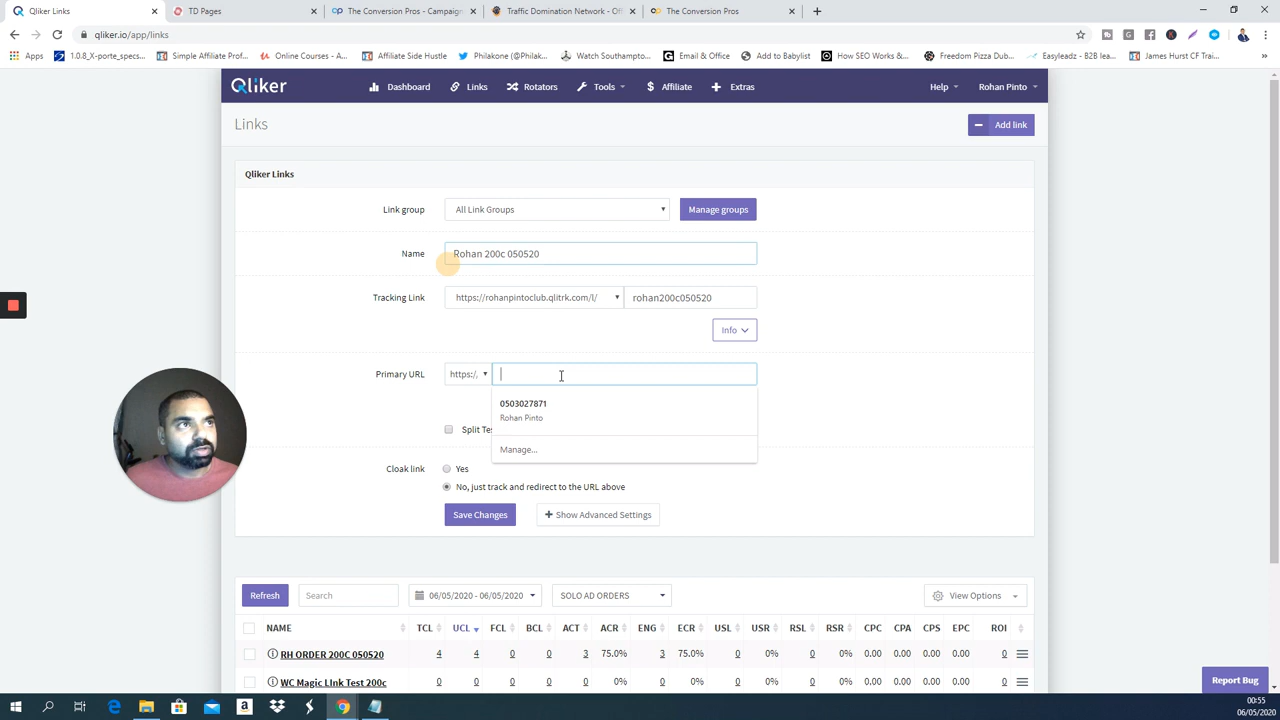 Qliker Links
TD Pages
The Conversion Pros - Campaign
Traffic Domination Network - Off
The Conversion Pros
qliker.io/app/links
Apps
1.0.8_X-porte_specs...
Simple Affiliate Prof...
Online Courses - A...
Affiliate Side Hustle
Philakone (@Philak...
Watch Southampto...
Email & Office
Add to Babylist
How SEO Works &...
Freedom Pizza Dub...
Easyleadz - B2B lea...
James Hurst CF Trai...
Qliker
Dashboard
Links
Rotators
Tools
Affiliate
Extras
Help
Rohan Pinto
Links
Add link
Qliker Links
Link group
All Link Groups
Manage groups
Name
Rohan 200c 050520
Tracking Link
https://rohanpintoclub.qlitrk.com/l/
rohan200c050520
Info
Primary URL
https:/
0503027871
Rohan Pinto
Split Tes
Manage...
Cloak link
Yes
No, just track and redirect to the URL above
Save Changes
Show Advanced Settings
Refresh
Search
06/05/2020 - 06/05/2020
SOLO AD ORDERS
View Options
NAME TCL UCL FCL BCL ACT ACR ENG ECR USL USR RSL RSR CPC CPA CPS EPC ROI
RH ORDER 200C 050520 4 4 0 0 3 75.0% 3 75.0% 0 0% 0 0% 0.00 0.00 0.00 0.00 0
WC Magic LInk Test 200c 0 0 0 0 0 0% 0 0% 0 0% 0 0% 0.00 0.00 0.00 0.00 0
Report Bug
00:55
06/05/2020